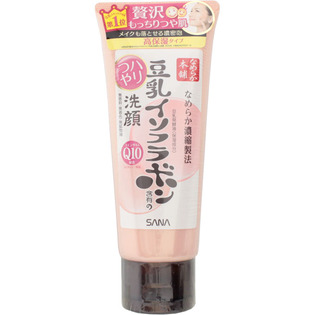 第1位
贅沢
もっちりつや肌
メイクも落とせる濃密泡
高保湿タイプ
なめらか本舗
なめらか濃縮製法
豆乳イソフラボン
含有の
ハリつや
洗顔
Q10
SANA